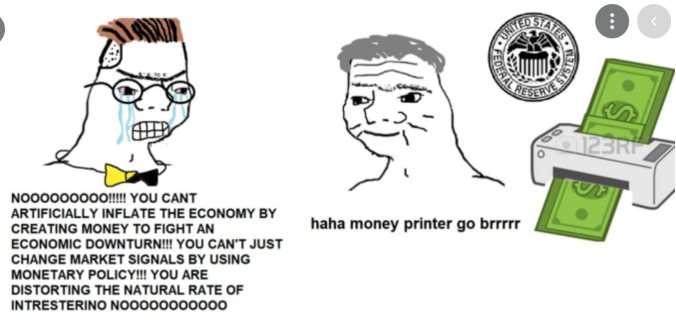 NOOOOOOOOO!!!!! YOU CANT
ARTIFICIALLY INFLATE THE ECONOMY BY
CREATING MONEY TO FIGHT AN
ECONOMIC DOWNTURN!!! YOU CAN'T JUST
CHANGE MARKET SIGNALS BY USING
MONETARY POLICY!!! YOU ARE
DISTORTING THE NATURAL RATE OF
INTRESTERINO NOOOOOOOOOOO
haha money printer go brrrrr
UNITED STATES
FEDERAL RESERVE SYSTEM
$
123RF
$